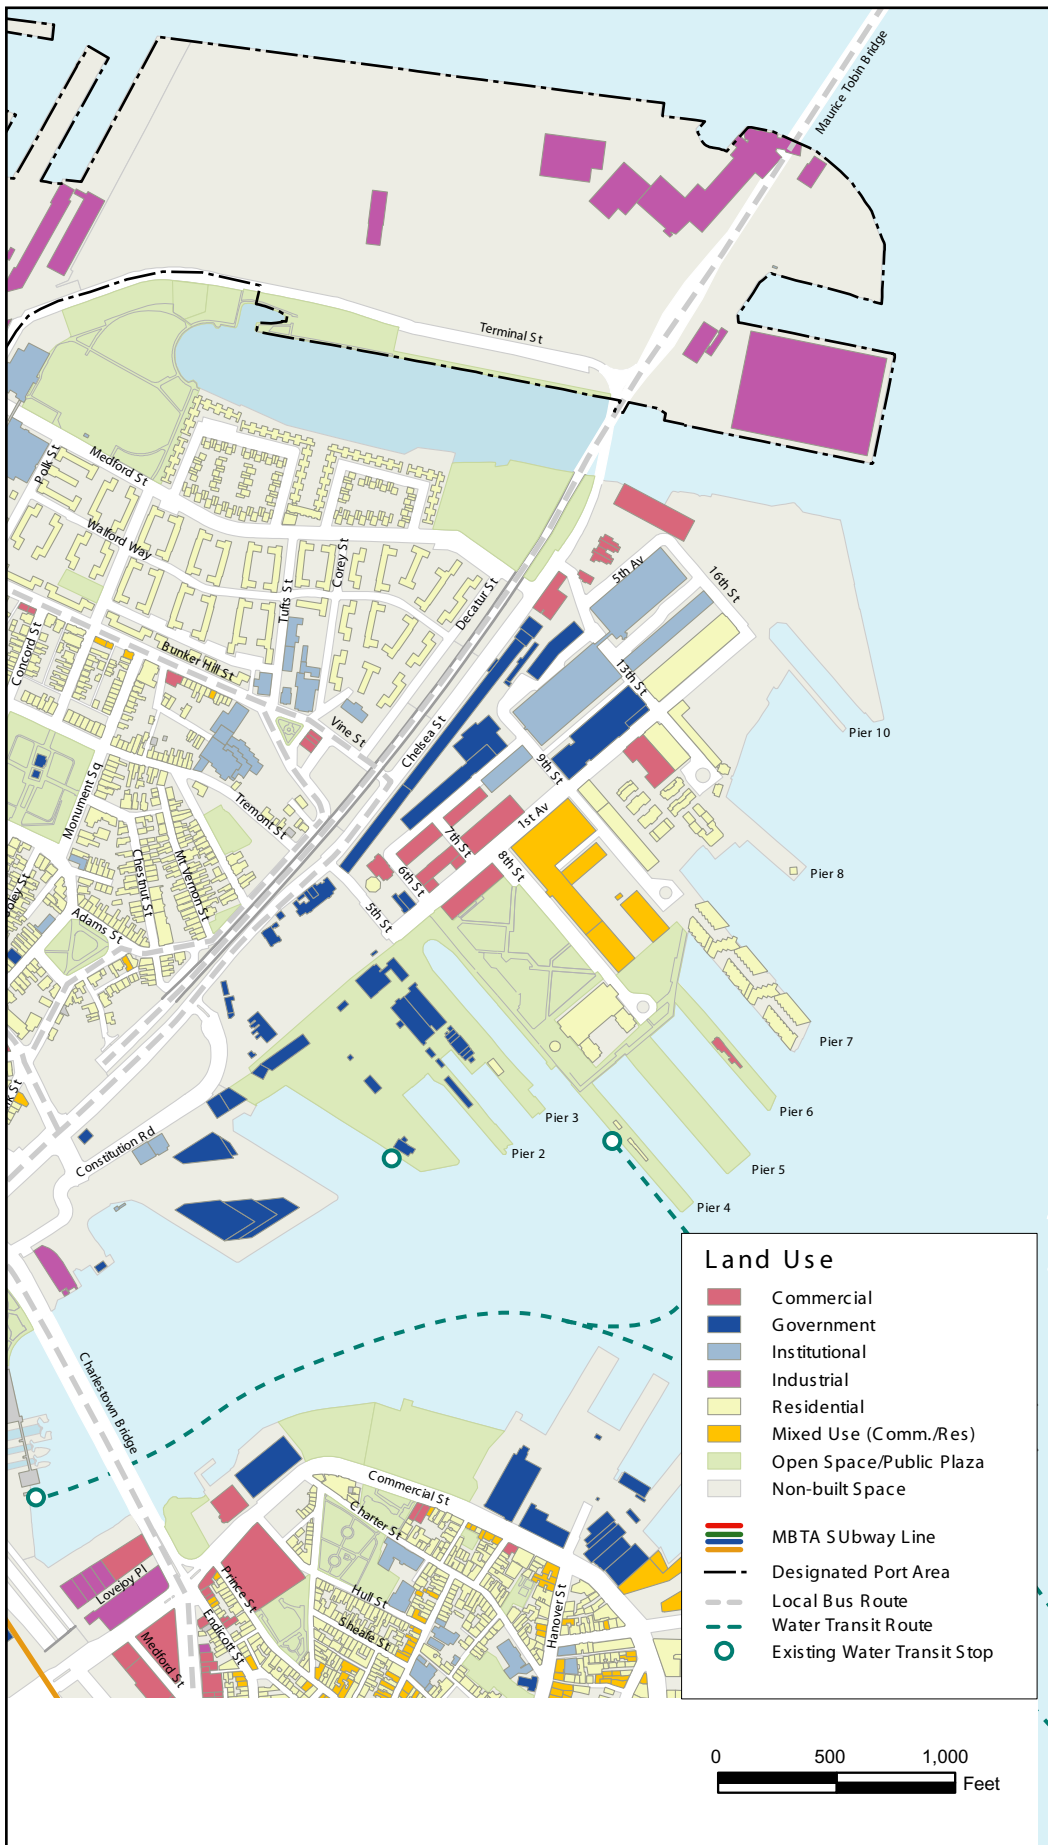 Maurice Tobin Bridge
Terminal St
Polk St
Medford St
Walford Way
Corey St
Tufts St
Decatur St
Concord St
Bunker Hill St
Vine St
Chelsea St
5th Av
16th St
13th St
9th St
1st Av
7th St
8th St
6th St
5th St
Pier 10
Pier 8
Monument Sq
Tremont St
Chestnut St
Mt Vernon St
Adams St
Pier 7
Pier 6
Pier 5
Pier 4
Pier 3
Pier 2
Constitution Rd
Charlestown Bridge
Commercial St
Charter St
Hull St
Sheafe St
Hanover St
Prince St
Endicott St
Lovejoy Pl
Medford St
Land Use
Commercial
Government
Institutional
Industrial
Residential
Mixed Use (Comm./Res)
Open Space/Public Plaza
Non-built Space
MBTA SUbway Line
Designated Port Area
Local Bus Route
Water Transit Route
Existing Water Transit Stop
0 500 1,000
Feet